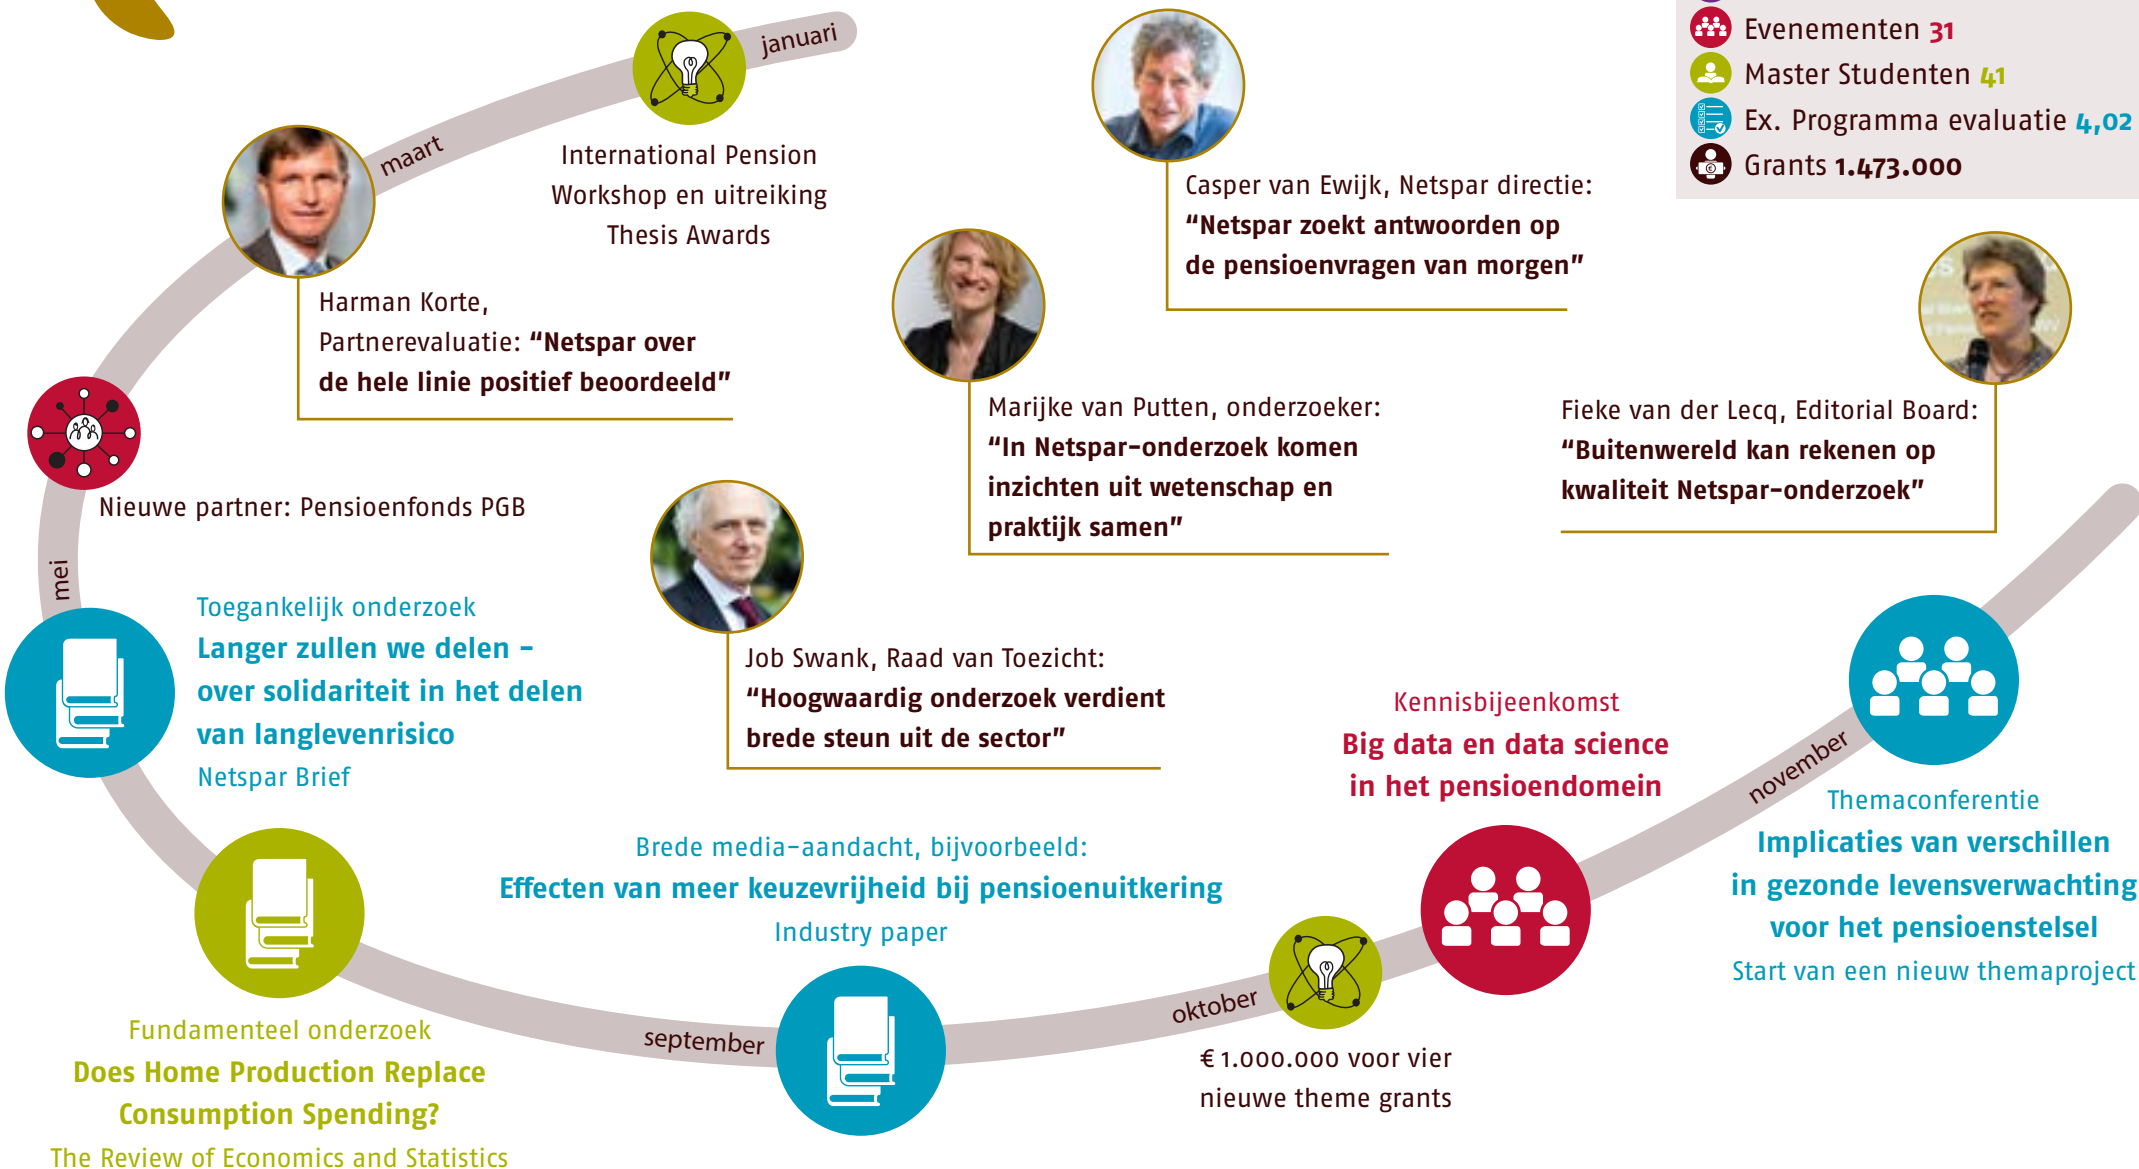 januari
International Pension
Workshop en uitreiking
Thesis Awards
maart
Harman Korte,
Partnerevaluatie: “Netspar over
de hele linie positief beoordeeld”
Casper van Ewijk, Netspar directie:
“Netspar zoekt antwoorden op
de pensioenvragen van morgen”
Evenementen 31
Master Studenten 41
Ex. Programma evaluatie 4,02
Grants 1.473.000
Marijke van Putten, onderzoeker:
“In Netspar-onderzoek komen
inzichten uit wetenschap en
praktijk samen”
Fieke van der Lecq, Editorial Board:
“Buitenwereld kan rekenen op
kwaliteit Netspar-onderzoek”
Nieuwe partner: Pensioenfonds PGB
mei
Toegankelijk onderzoek
Langer zullen we delen –
over solidariteit in het delen
van langlevenrisico
Netspar Brief
Job Swank, Raad van Toezicht:
“Hoogwaardig onderzoek verdient
brede steun uit de sector”
Fundamenteel onderzoek
Does Home Production Replace
Consumption Spending?
The Review of Economics and Statistics
september
Brede media-aandacht, bijvoorbeeld:
Effecten van meer keuzevrijheid bij pensioenuitkering
Industry paper
oktober
€ 1.000.000 voor vier
nieuwe theme grants
Kennisbijeenkomst
Big data en data science
in het pensioendomein
november
Themaconferentie
Implicaties van verschillen
in gezonde levensverwachting
voor het pensioenstelsel
Start van een nieuw themaproject